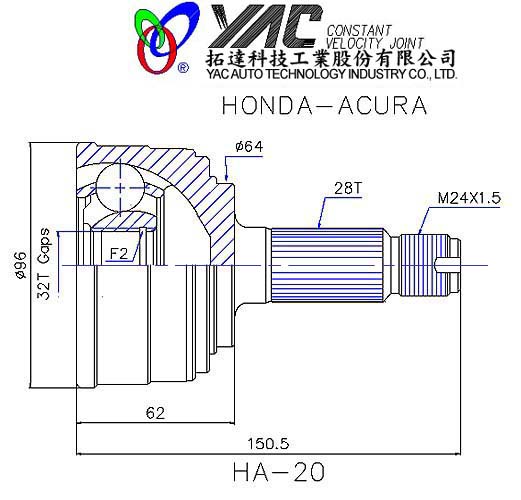 YAC CONSTANT
VELOCITY JOINT
®
拓達科技工業股份有限公司
YAC AUTO TECHNOLOGY INDUSTRY CO., LTD.
HONDA-ACURA
ø64
28T
M24X1.5
F2
32T Gaps
ø96
62
150.5
HA-20